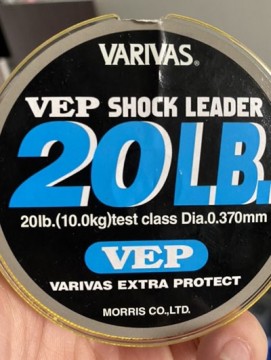 VARIVAS®
VEP SHOCK LEADER
20LB.
20lb.(10.0kg)test class Dia.0.370mm
VEP
VARIVAS EXTRA PROTECT
MORRIS CO.,LTD.